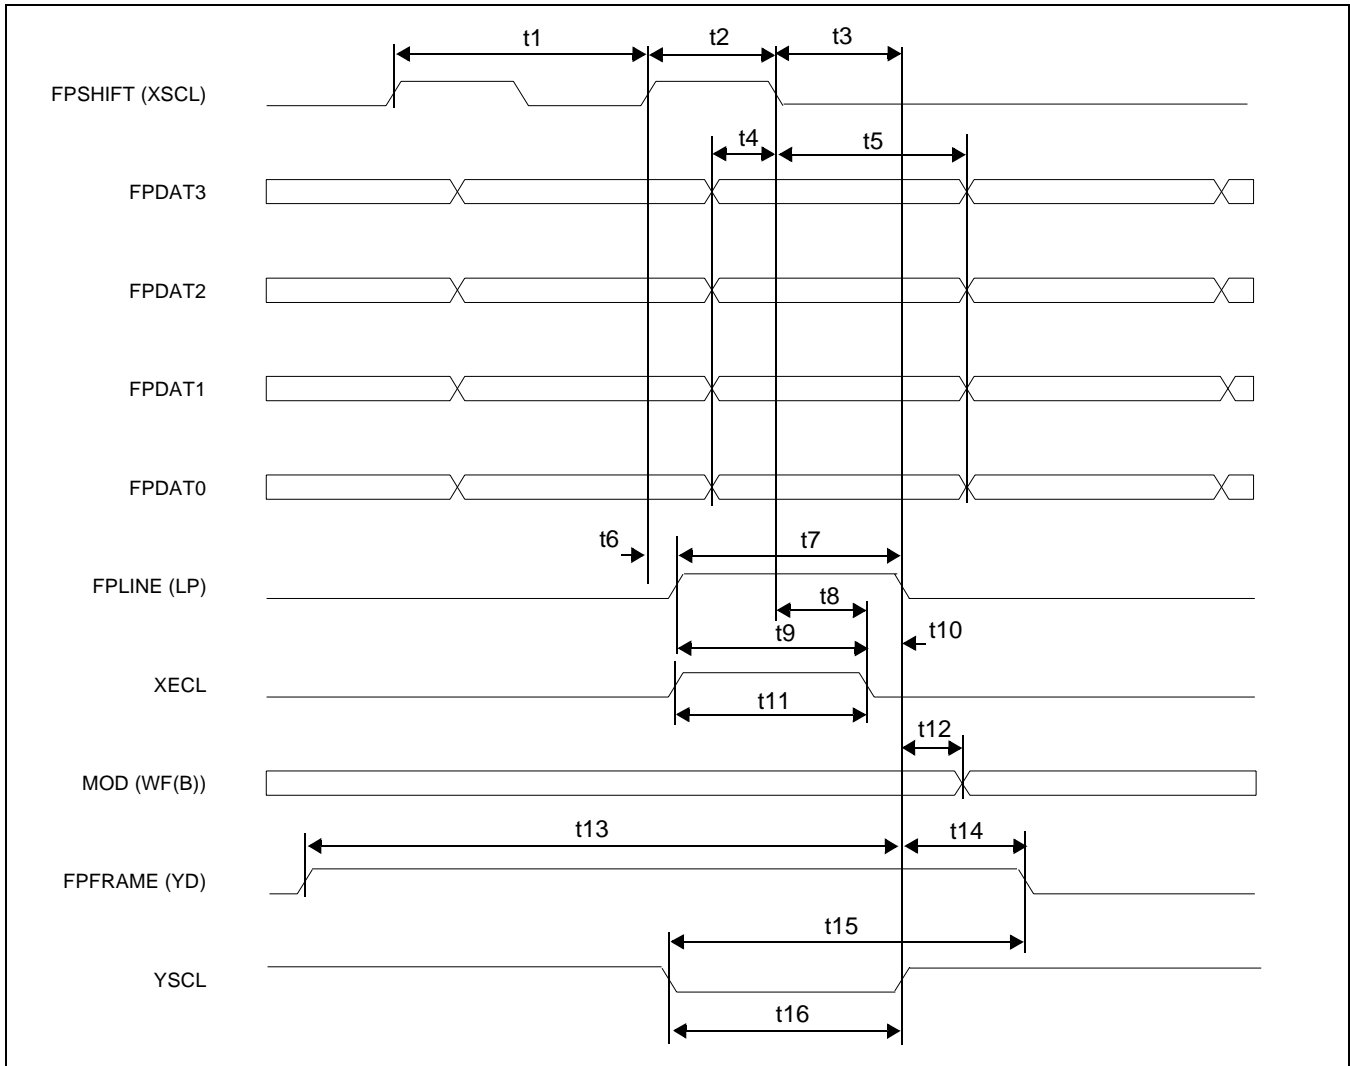 t1
t2
t3
FPSHIFT (XSCL)
t4
t5
FPDAT3
FPDAT2
FPDAT1
FPDAT0
t6
t7
FPLINE (LP)
t8
t9
t10
XECL
t11
t12
MOD (WF(B))
t13
t14
FPFRAME (YD)
t15
YSCL
t16